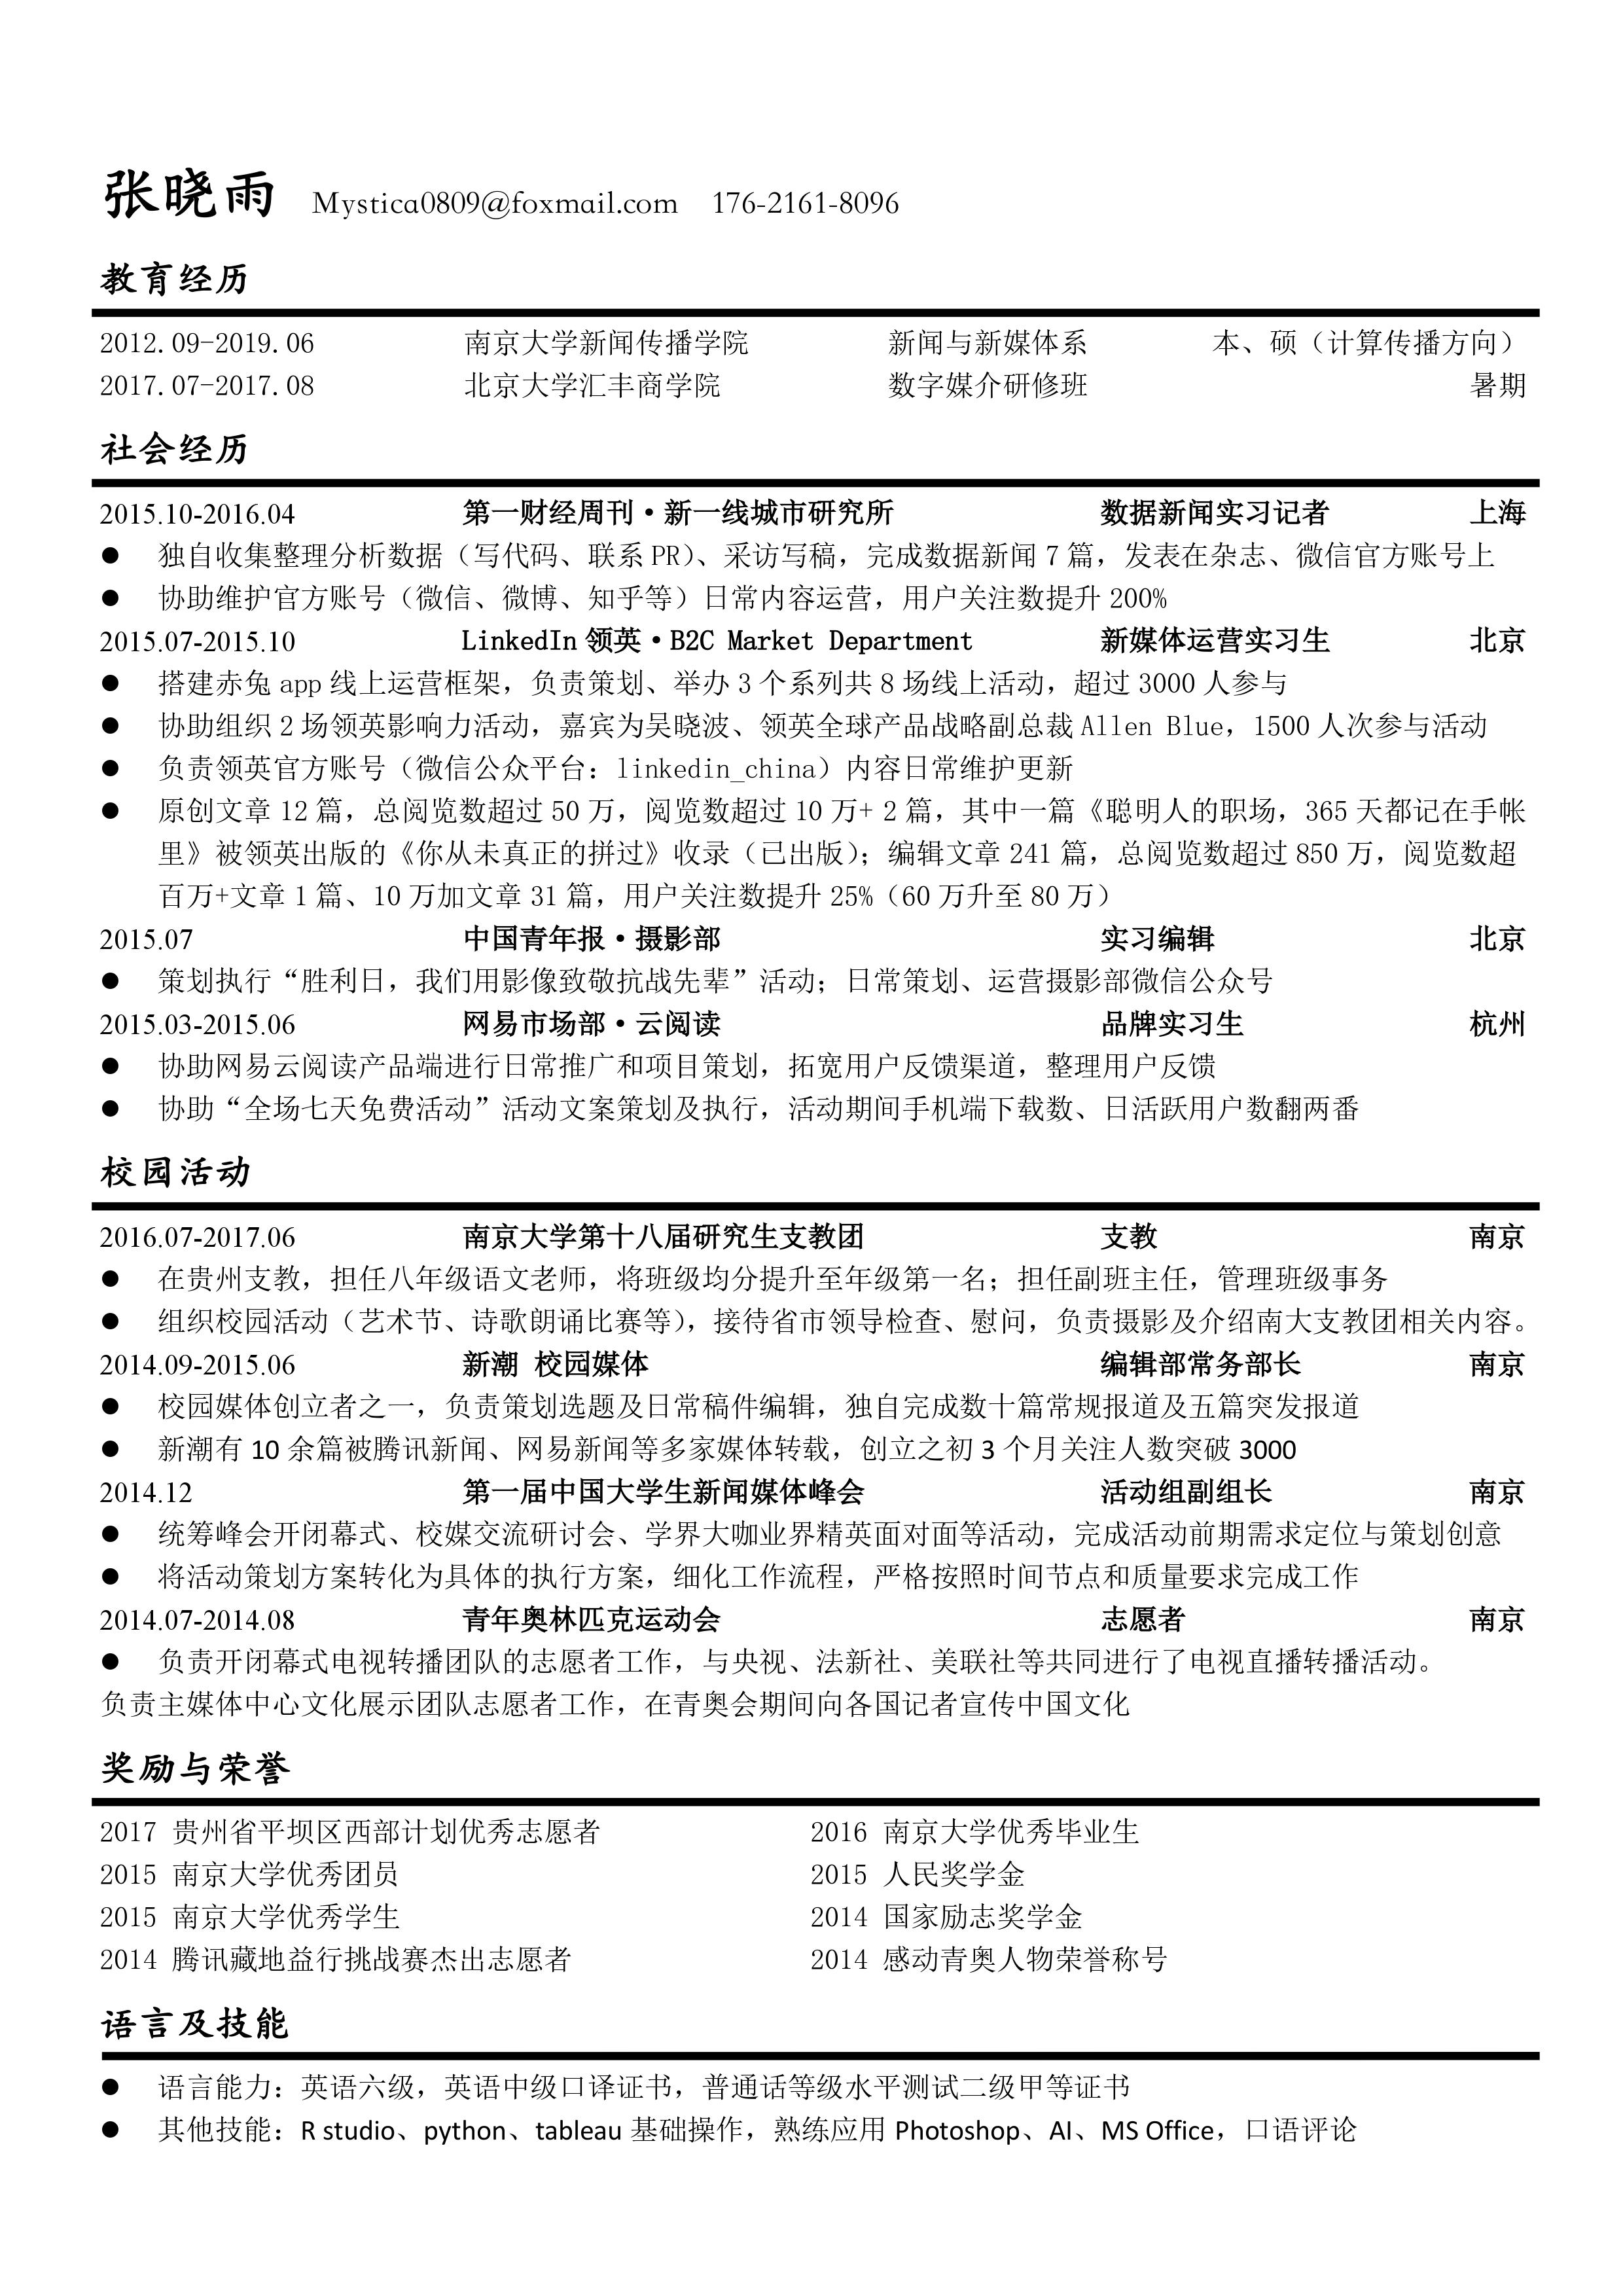 张晓雨 Mystica0809@foxmail.com 176-2161-8096
教育经历
2012.09-2019.06 南京大学新闻传播学院 新闻与新媒体系 本、硕（计算传播方向）
2017.07-2017.08 北京大学汇丰商学院 数字媒介研修班 暑期
社会经历
2015.10-2016.04 第一财经周刊·新一线城市研究所 数据新闻实习记者 上海
● 独自收集整理分析数据（写代码、联系 PR）、采访写稿，完成数据新闻 7 篇，发表在杂志、微信官方账号上
● 协助维护官方账号（微信、微博、知乎等）日常内容运营，用户关注数提升 200%
2015.07-2015.10 LinkedIn 领英·B2C Market Department 新媒体运营实习生 北京
● 搭建赤兔 app 线上运营框架，负责策划、举办 3 个系列共 8 场线上活动，超过 3000 人参与
● 协助组织 2 场领英影响力活动，嘉宾为吴晓波、领英全球产品战略副总裁 Allen Blue，1500 人次参与活动
● 负责领英官方账号（微信公众平台：linkedin_china）内容日常维护更新
● 原创文章 12 篇，总阅览数超过 50 万，阅览数超过 10 万+ 2 篇，其中一篇《聪明人的职场，365 天都记在手帐
里》被领英出版的《你从未真正的拼过》收录（已出版）；编辑文章 241 篇，总阅览数超过 850 万，阅览数超
百万+文章 1 篇、10 万加文章 31 篇，用户关注数提升 25%（60 万升至 80 万）
2015.07 中国青年报·摄影部 实习编辑 北京
● 策划执行“胜利日，我们用影像致敬抗战先辈”活动；日常策划、运营摄影部微信公众号
2015.03-2015.06 网易市场部·云阅读 品牌实习生 杭州
● 协助网易云阅读产品端进行日常推广和项目策划，拓宽用户反馈渠道，整理用户反馈
● 协助“全场七天免费活动”活动文案策划及执行，活动期间手机端下载数、日活跃用户数翻两番
校园活动
2016.07-2017.06 南京大学第十八届研究生支教团 支教 南京
● 在贵州支教，担任八年级语文老师，将班级均分提升至年级第一名；担任副班主任，管理班级事务
● 组织校园活动（艺术节、诗歌朗诵比赛等），接待省市领导检查、慰问，负责摄影及介绍南大支教团相关内容。
2014.09-2015.06 新潮 校园媒体 编辑部常务部长 南京
● 校园媒体创立者之一，负责策划选题及日常稿件编辑，独自完成数十篇常规报道及五篇突发报道
● 新潮有 10 余篇被腾讯新闻、网易新闻等多家媒体转载，创立之初 3 个月关注人数突破 3000
2014.12 第一届中国大学生新闻媒体峰会 活动组副组长 南京
● 统筹峰会开闭幕式、校媒交流研讨会、学界大咖业界精英面对面等活动，完成活动前期需求定位与策划创意
● 将活动策划方案转化为具体的执行方案，细化工作流程，严格按照时间节点和质量要求完成工作
2014.07-2014.08 青年奥林匹克运动会 志愿者 南京
● 负责开闭幕式电视转播团队的志愿者工作，与央视、法新社、美联社等共同进行了电视直播转播活动。
负责主媒体中心文化展示团队志愿者工作，在青奥会期间向各国记者宣传中国文化
奖励与荣誉
2017 贵州省平坝区西部计划优秀志愿者 2016 南京大学优秀毕业生
2015 南京大学优秀团员 2015 人民奖学金
2015 南京大学优秀学生 2014 国家励志奖学金
2014 腾讯藏地益行挑战赛杰出志愿者 2014 感动青奥人物荣誉称号
语言及技能
● 语言能力：英语六级，英语中级口译证书，普通话等级水平测试二级甲等证书
● 其他技能：R studio、python、tableau 基础操作，熟练应用 Photoshop、AI、MS Office，口语评论